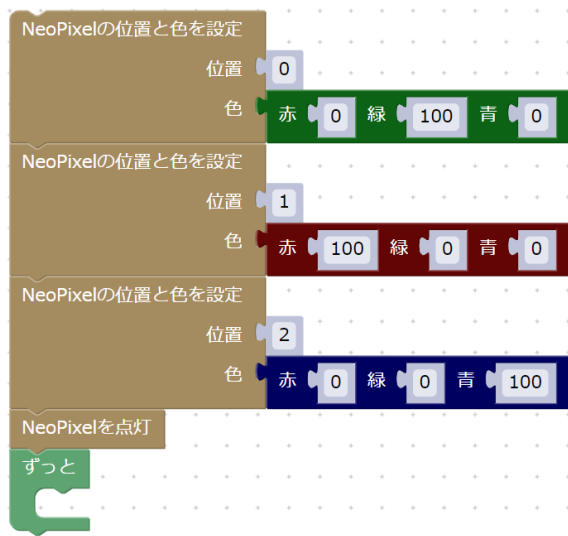 NeoPixelの位置と色を設定
位置 0
色 赤 0 緑 100 青 0
NeoPixelの位置と色を設定
位置 1
色 赤 100 緑 0 青 0
NeoPixelの位置と色を設定
位置 2
色 赤 0 緑 0 青 100
NeoPixelを点灯
ずっと